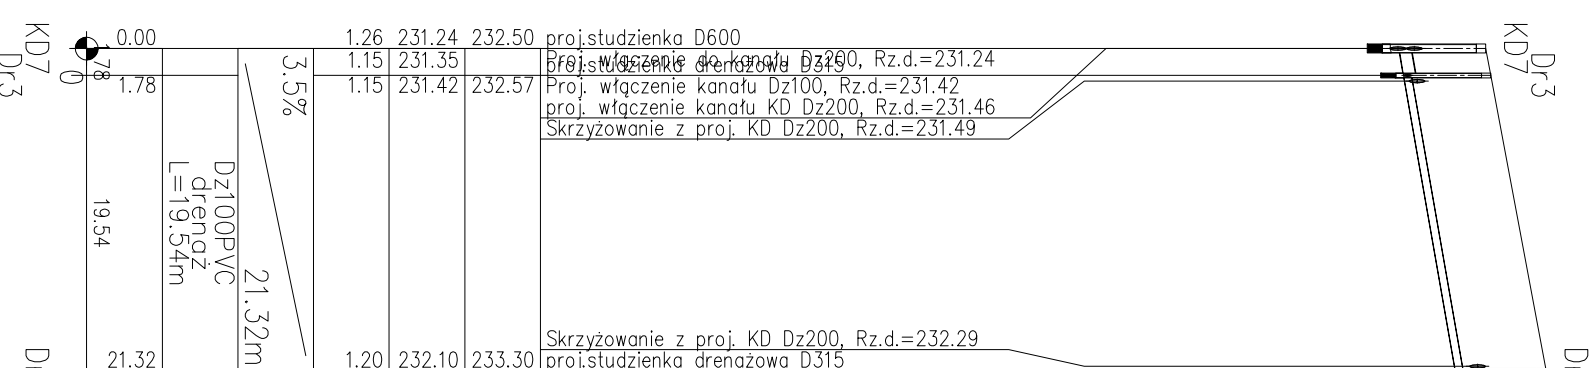 KD7
Dr3
0
0.00 1.26 231.24 232.50 proj.studzienka D600
1.78
1.15 231.35 Proj. włączenie do kanału Dz200, Rz.d.=231.24
proj.studzienka drenażowa D315
1.78 1.15 231.42 232.57 Proj. włączenie kanału Dz100, Rz.d.=231.42
proj. włączenie kanału KD Dz200, Rz.d.=231.46
Skrzyżowanie z proj. KD Dz200, Rz.d.=231.49
3.5%
Dz100PVC
drenaż
L=19.54m
19.54
21.32m
Skrzyżowanie z proj. KD Dz200, Rz.d.=232.29
21.32 1.20 232.10 233.30 proj.studzienka drenażowa D315
KD7
Dr3